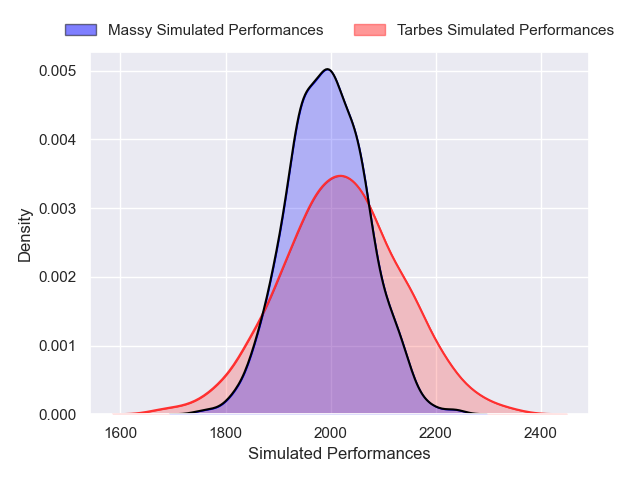 Massy Simulated Performances Tarbes Simulated Performances
0.005
0.004
0.003
0.002
0.001
0.000
Density
1600 1800 2000 2200 2400
Simulated Performances